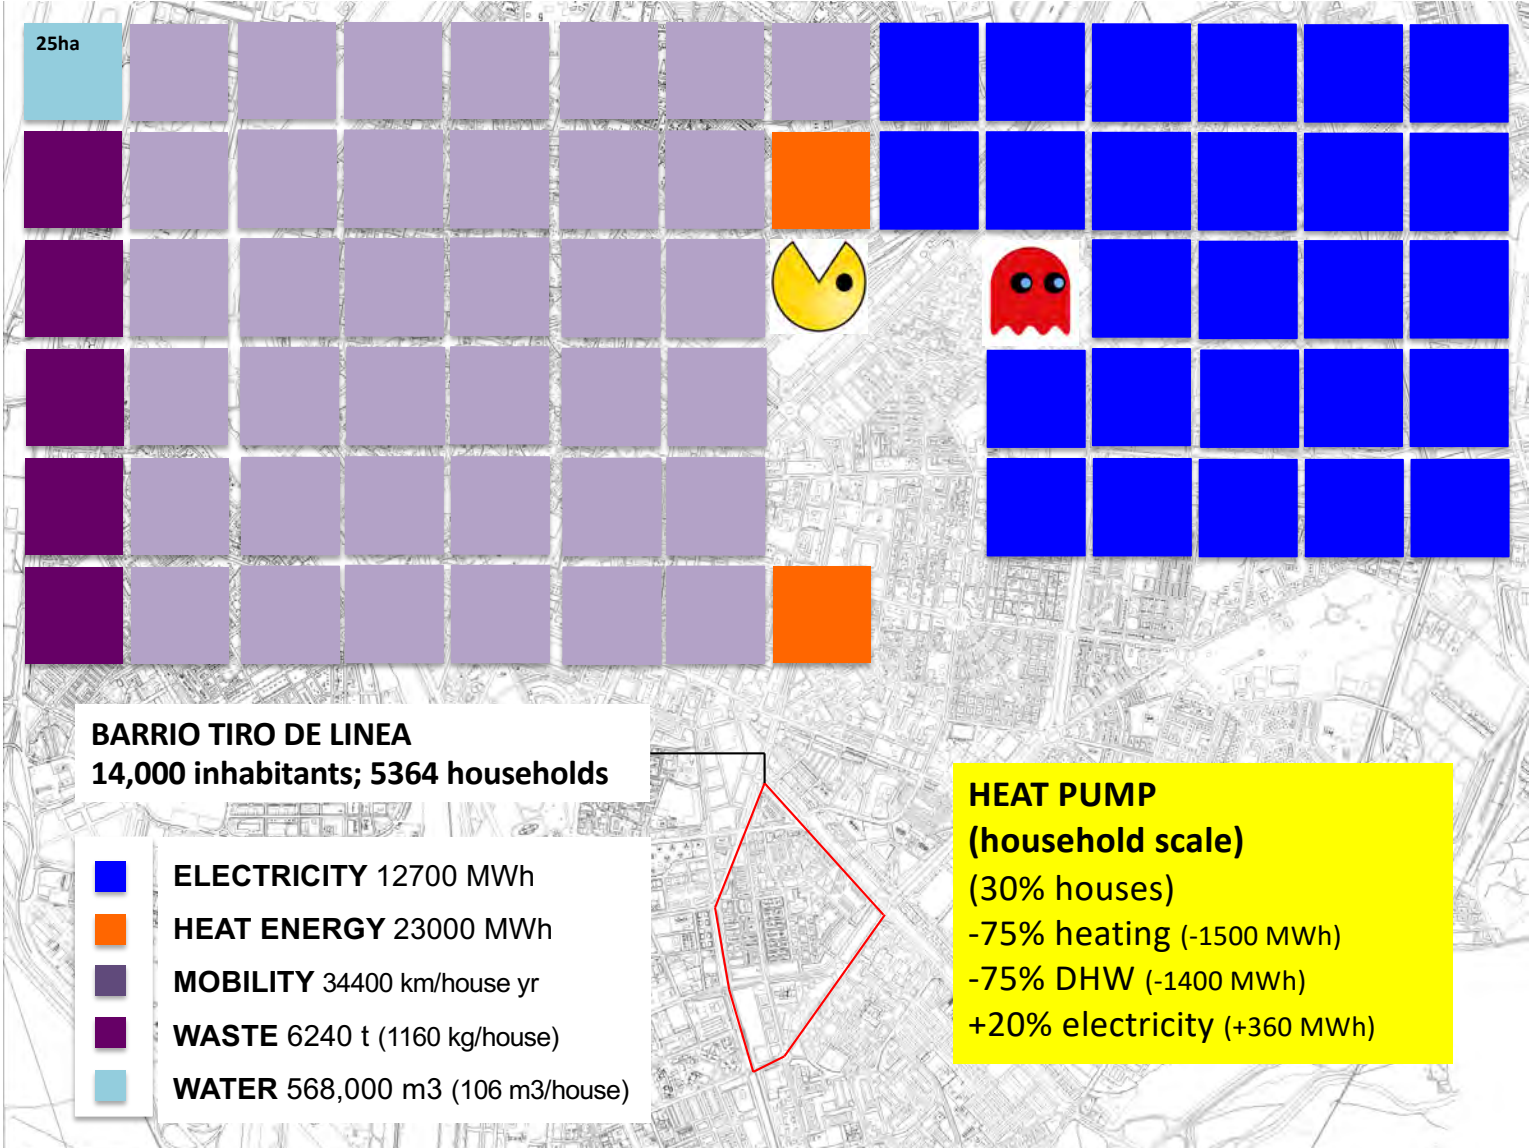 25ha
BARRIO TIRO DE LINEA
14,000 inhabitants; 5364 households
ELECTRICITY 12700 MWh
HEAT ENERGY 23000 MWh
MOBILITY 34400 km/house yr
WASTE 6240 t (1160 kg/house)
WATER 568,000 m3 (106 m3/house)
HEAT PUMP
(household scale)
(30% houses)
-75% heating (-1500 MWh)
-75% DHW (-1400 MWh)
+20% electricity (+360 MWh)